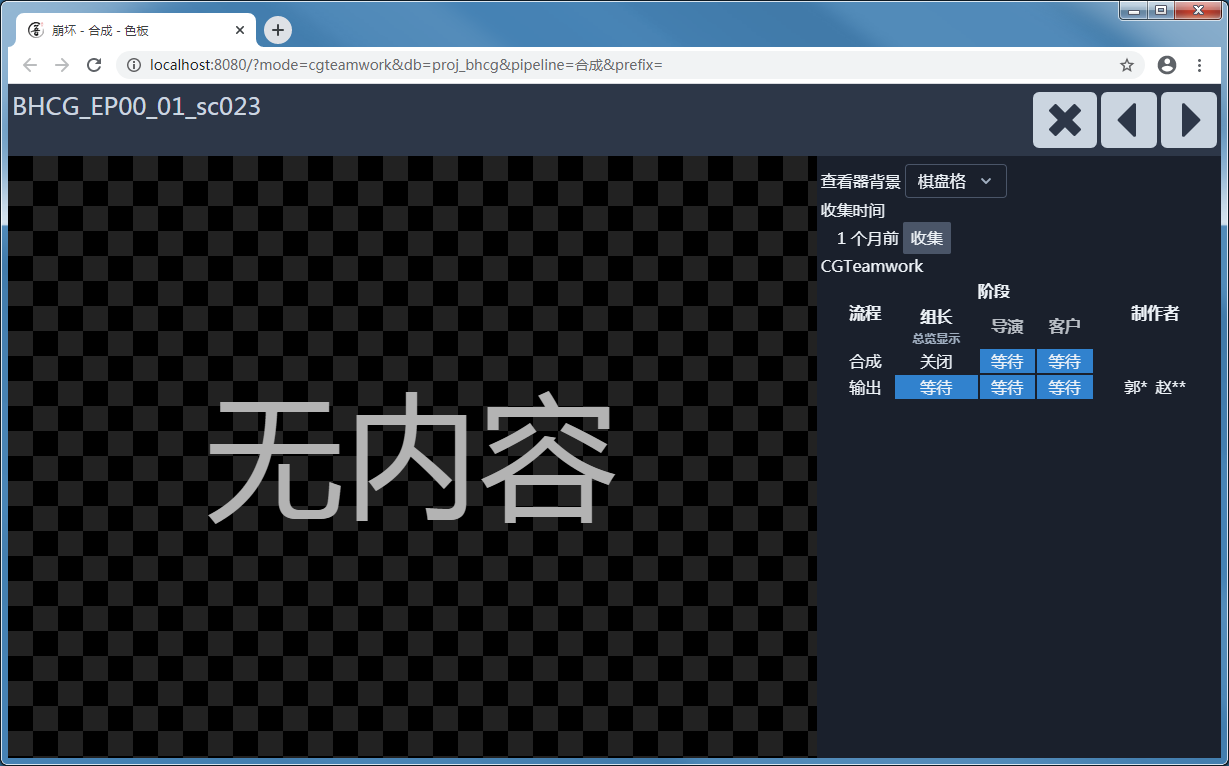 崩坏 - 合成 - 色板
localhost:8080/?mode=cgteamwork&db=proj_bhcg&pipeline=合成&prefix=
BHCG_EP00_01_sc023
无内容
查看器背景 棋盘格
收集时间
1 个月前 收集
CGTeamwork
流程 阶段 制作者
组长 导演 客户
总览显示
合成 关闭 等待 等待
输出 等待 等待 等待 郭* 赵**